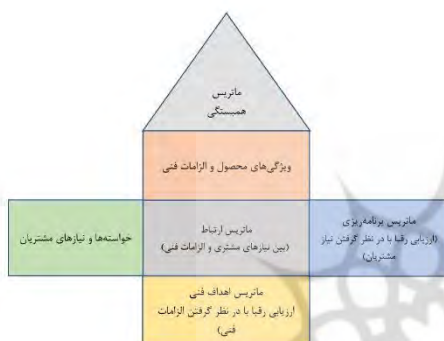 ماتریس
همبستگی
ویژگی‌های محصول و الزامات فنی
ماتریس برنامه‌ریزی
(ارزیابی رقبا با در نظر گرفتن نیاز
مشتریان)
ماتریس ارتباط
(بین نیازهای مشتری و الزامات فنی)
خواسته‌ها و نیازهای مشتریان
ماتریس اهداف فنی
ارزیابی رقبا با در نظر گرفتن الزامات
فنی)